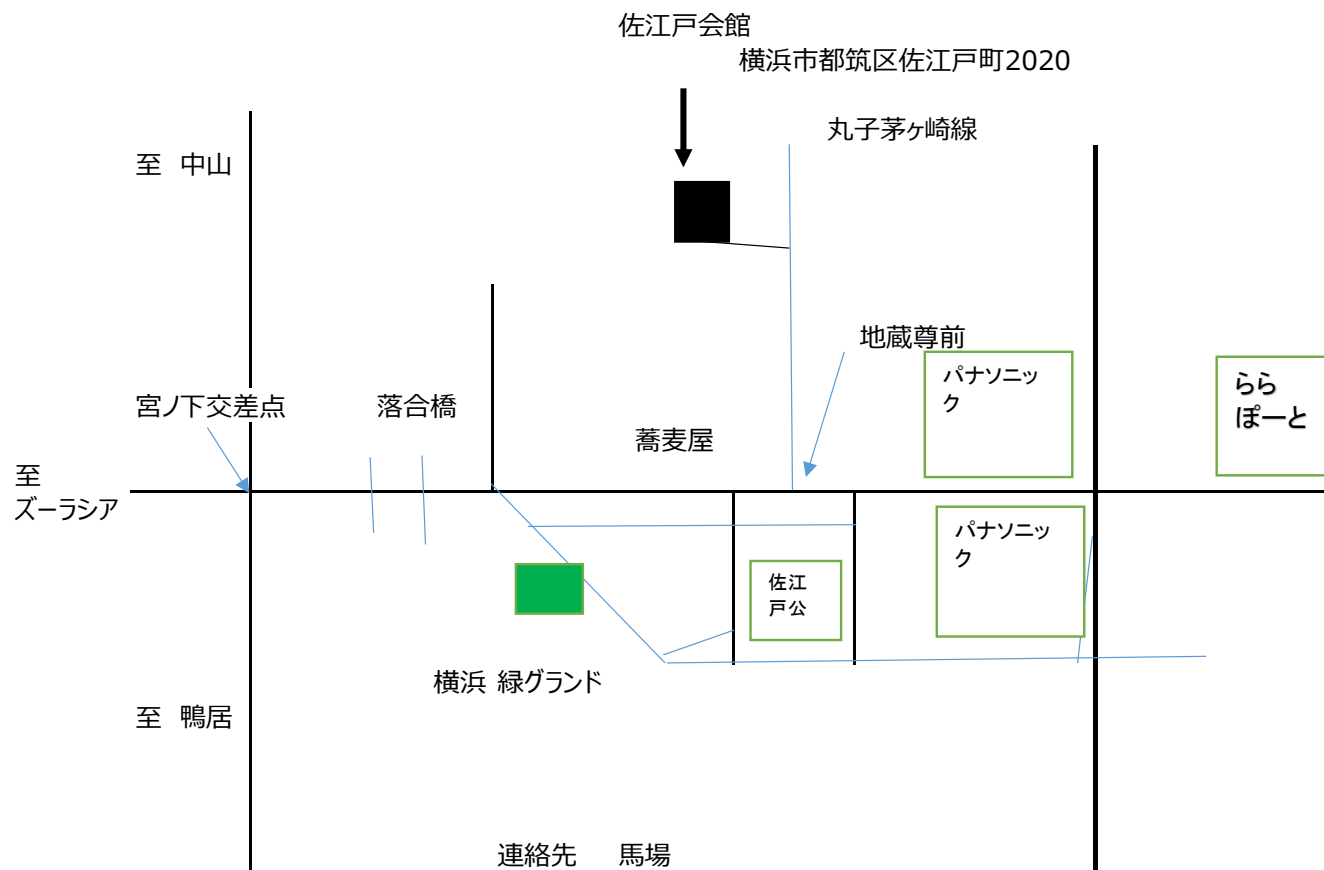 佐江戸会館
横浜市都筑区佐江戸町2020
丸子茅ヶ崎線
至 中山
地蔵尊前
パナソニッ
ク
らら
ぽーと
宮ノ下交差点
落合橋
蕎麦屋
至
ズーラシア
パナソニッ
ク
佐江
戸公
横浜 緑グランド
至 鴨居
連絡先 馬場